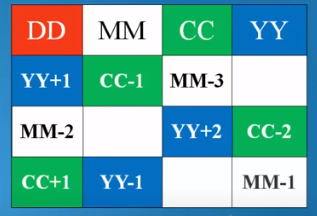 DD MM CC YY
YY+1 CC-1 MM-3
MM-2 YY+2 CC-2
CC+1 YY-1 MM-1